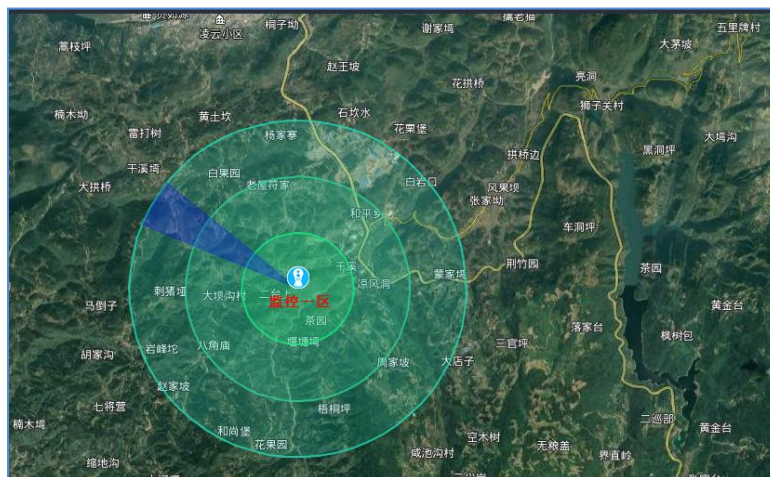 凌云小区
桐子坳
谢家塆
五里牌村
蒿枝坪
大茅坡
赵王坡
花拱桥
亮洞
狮子关村
楠木坳
黄土坎
石坎水
雷打树
杨家寨
花栗堡
大塆沟
拱桥边
黑洞坪
干溪塆
白果园
老屋符家
白岩口
大拱桥
风果坝
张家坳
和平乡
车洞坪
干溪
蒙家塆
荆竹园
茶园
刺猪垭
大坝沟村
凉风洞
监控一区
马倒子
茶园
落家台
黄金台
枫树包
岩峰坨
八角庙
堰塘塆
三官坪
胡家沟
周家坡
大店子
赵家坡
七将营
梧桐坪
二巡部
楠木塆
和尚堡
花果园
空木树
无粮盖
黄金台
缩地沟
咸池沟村
界直岭